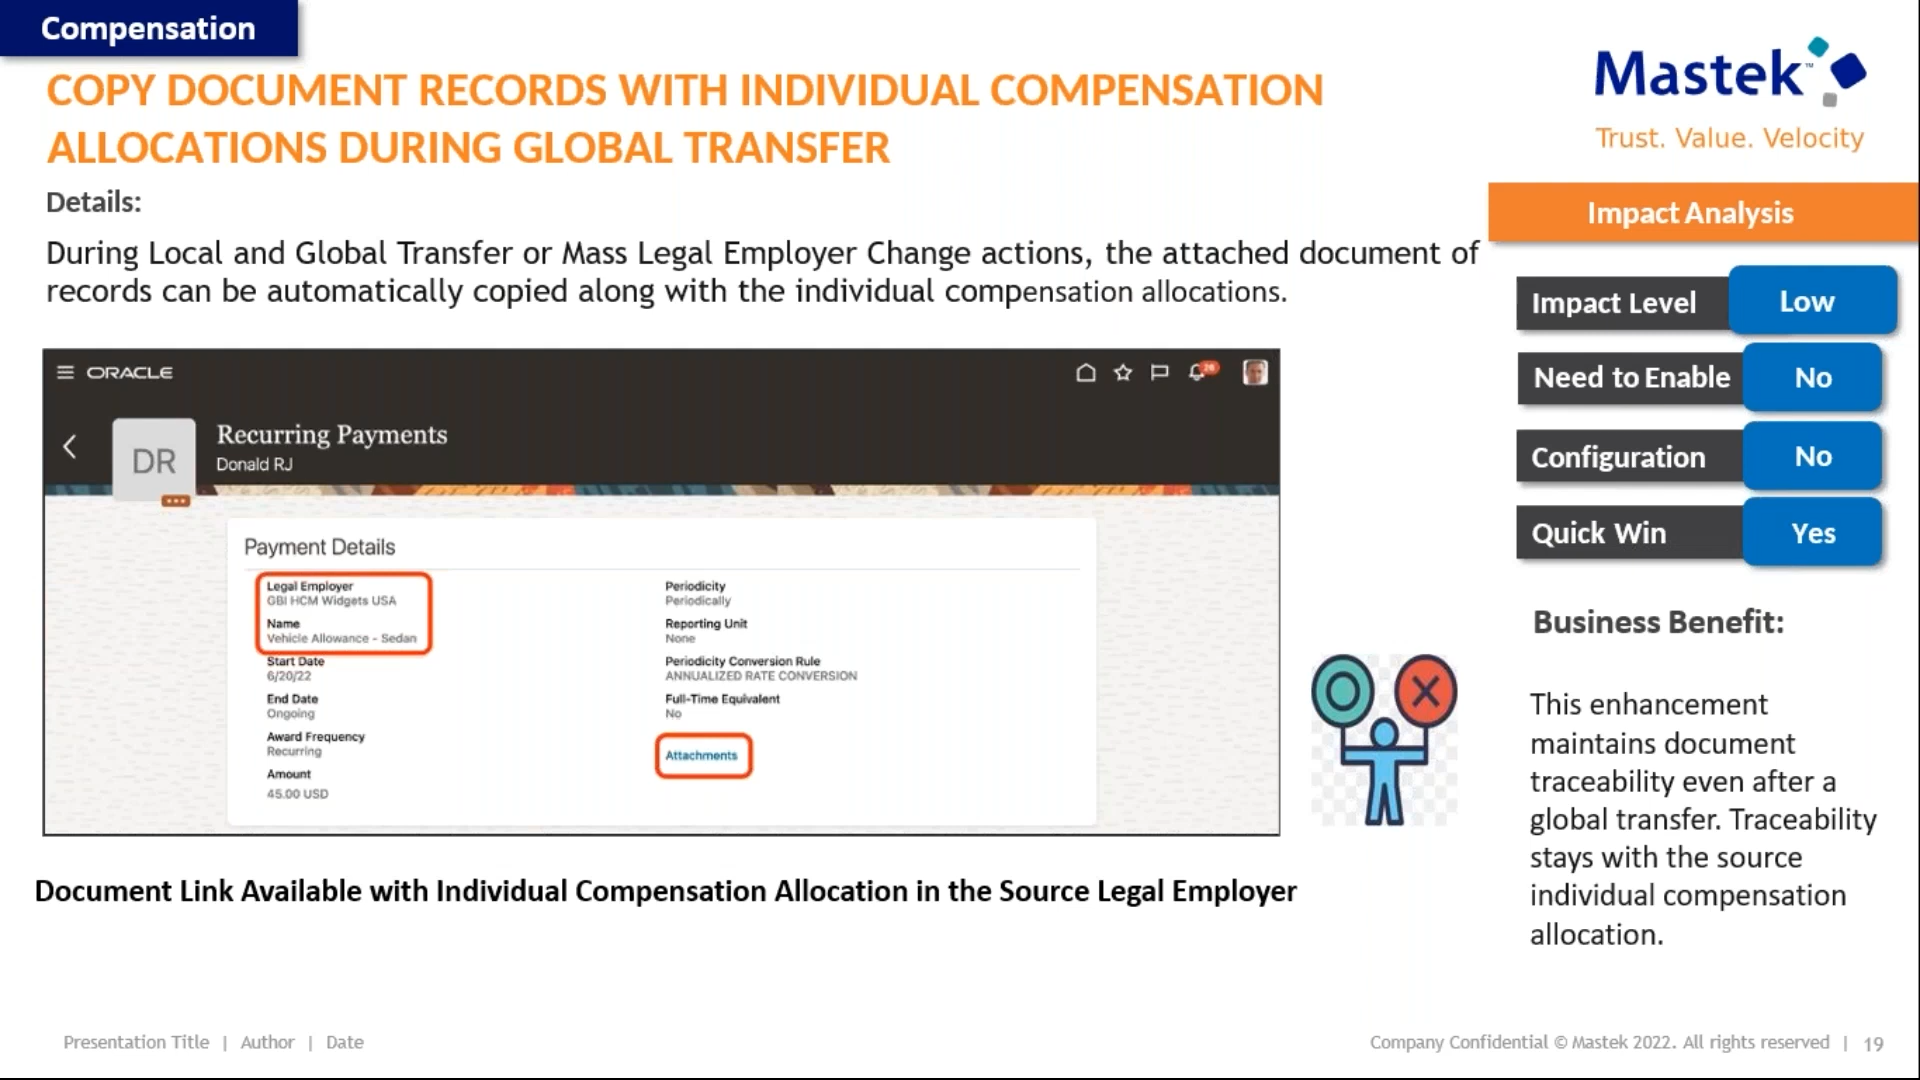 Compensation
COPY DOCUMENT RECORDS WITH INDIVIDUAL COMPENSATION
ALLOCATIONS DURING GLOBAL TRANSFER
Mastek™
Trust. Value. Velocity
Details:
During Local and Global Transfer or Mass Legal Employer Change actions, the attached document of
records can be automatically copied along with the individual compensation allocations.
ORACLE
26
DR
Recurring Payments
Donald RJ
Payment Details
Legal Employer
GBI HCM Widgets USA
Name
Vehicle Allowance - Sedan
Start Date
6/20/22
End Date
Ongoing
Award Frequency
Recurring
Amount
45.00 USD
Periodicity
Periodically
Reporting Unit
None
Periodicity Conversion Rule
ANNUALIZED RATE CONVERSION
Full-Time Equivalent
No
Attachments
Document Link Available with Individual Compensation Allocation in the Source Legal Employer
Impact Analysis
Impact Level Low
Need to Enable No
Configuration No
Quick Win Yes
Business Benefit:
This enhancement
maintains document
traceability even after a
global transfer. Traceability
stays with the source
individual compensation
allocation.
Presentation Title | Author | Date
Company Confidential © Mastek 2022. All rights reserved | 19